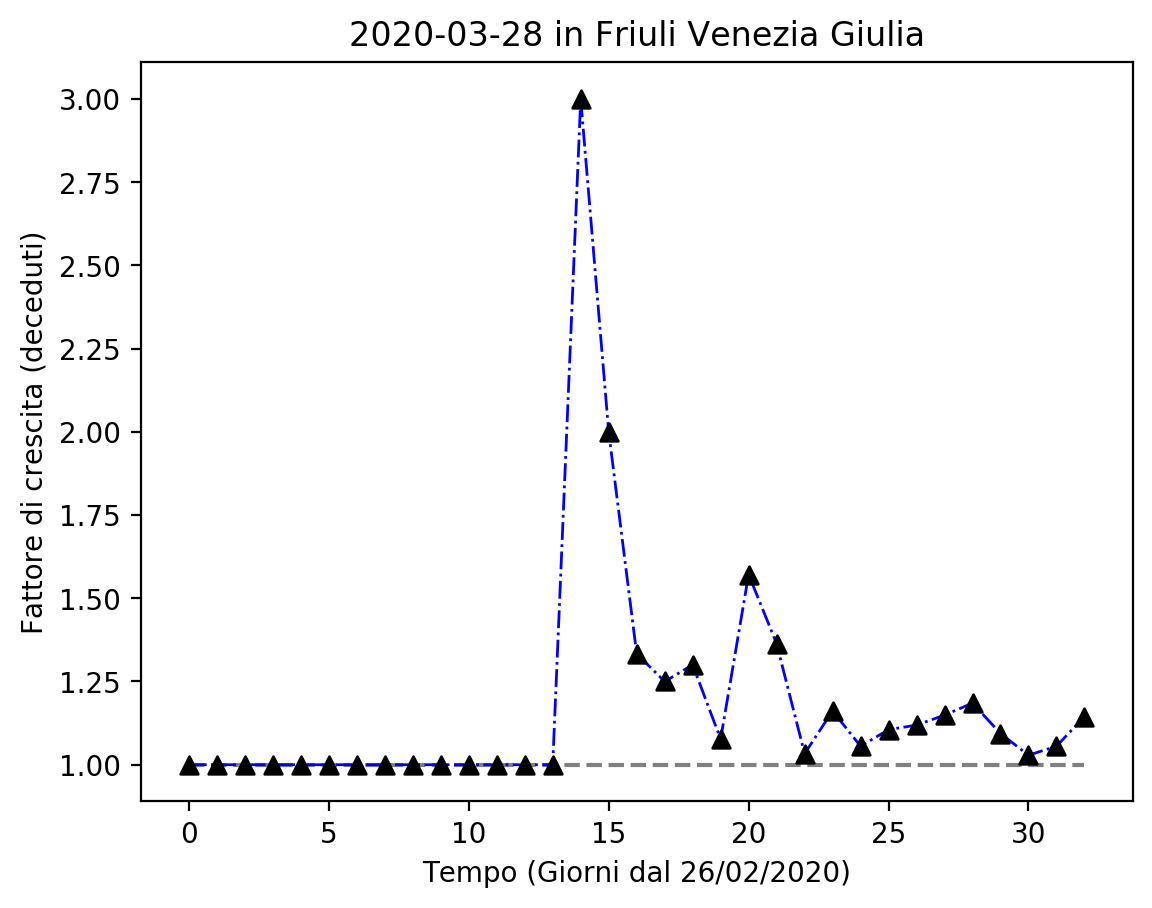 2020-03-28 in Friuli Venezia Giulia
3.00
2.75
2.50
2.25
2.00
1.75
1.50
1.25
1.00
Fattore di crescita (deceduti)
0 5 10 15 20 25 30
Tempo (Giorni dal 26/02/2020)